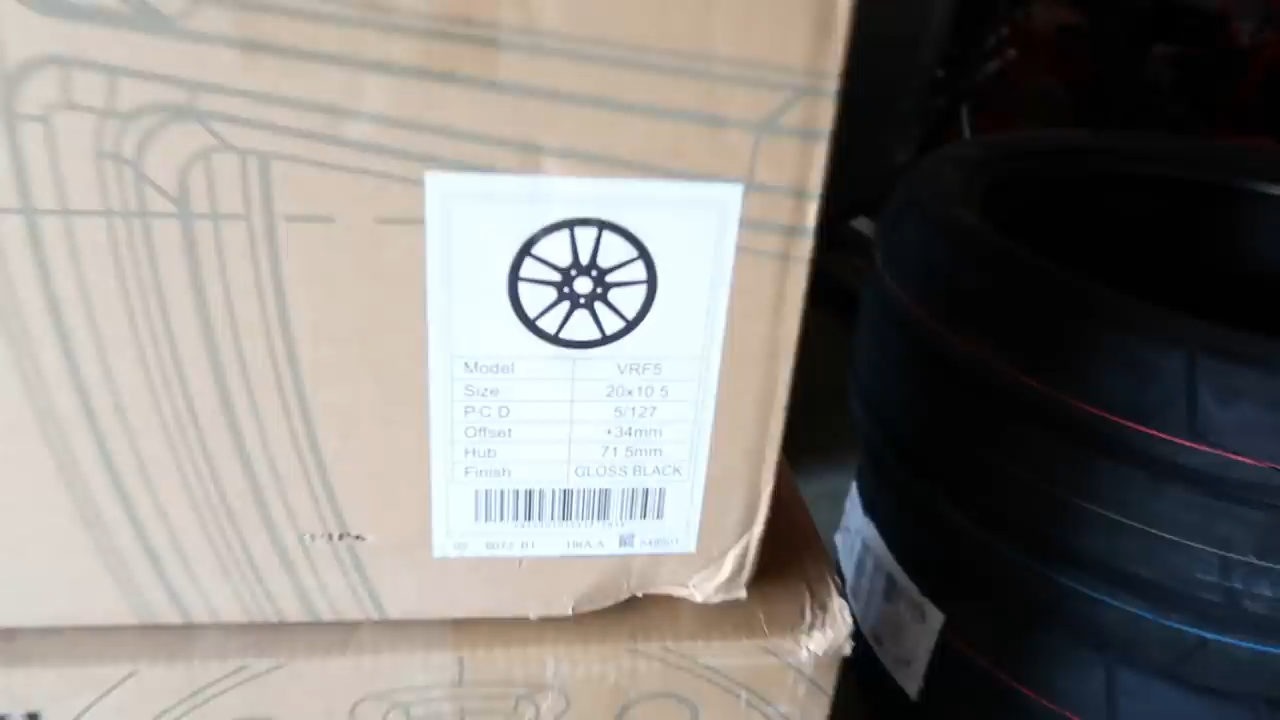 Model VRF5
Size 20x10.5
P.C.D 5/127
Offset +34mm
Hub 71.5mm
Finish GLOSS BLACK